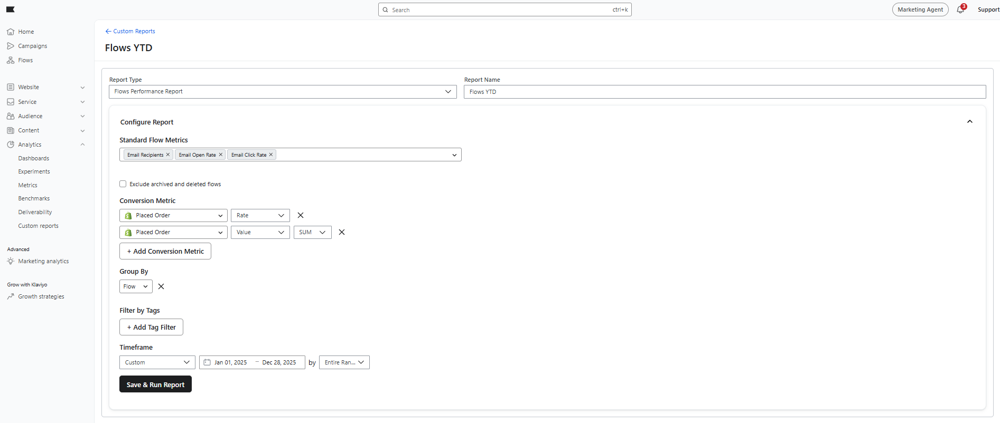 Search
ctrl+k
Marketing Agent
3
Support
Home
Campaigns
Flows
Website
Service
Audience
Content
Analytics
Dashboards
Experiments
Metrics
Benchmarks
Deliverability
Custom reports
Advanced
Marketing analytics
Grow with Klaviyo
Growth strategies
← Custom Reports
Flows YTD
Report Type
Flows Performance Report
Report Name
Flows YTD
Configure Report
Standard Flow Metrics
Email Recipients × Email Open Rate × Email Click Rate ×
Exclude archived and deleted flows
Conversion Metric
Placed Order Rate
Placed Order Value SUM
+ Add Conversion Metric
Group By
Flow
Filter by Tags
+ Add Tag Filter
Timeframe
Custom Jan 01, 2025 – Dec 28, 2025 by Entire Ran...
Save & Run Report